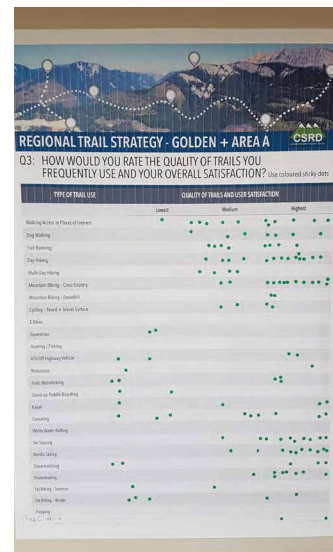 CSRD
REGIONAL TRAIL STRATEGY - GOLDEN + AREA A
Q3: HOW WOULD YOU RATE THE QUALITY OF TRAILS YOU
FREQUENTLY USE AND YOUR OVERALL SATISFACTION? Use coloured sticky dots
TYPE OF TRAIL USE QUALITY OF TRAILS AND USER SATISFACTION
Lowest Medium Highest
Walking Access to Places of Interest
Dog Walking
Trail Running
Day Hiking
Multi-Day Hiking
Mountain Biking - Cross-Country
Mountain Biking - Downhill
Cycling - Paved + Gravel Surface
E-Bikes
Equestrian
Hunting / Fishing
ATV/Off Highway Vehicle
Motocross
Trials Motorbiking
Stand-up Paddle Boarding
Kayak
Canoeing
White Water Rafting
Ski Touring
Nordic Skiing
Snowmobiling
Snowshoeing
Fat Biking - Summer
Fat Biking - Winter
Trapping